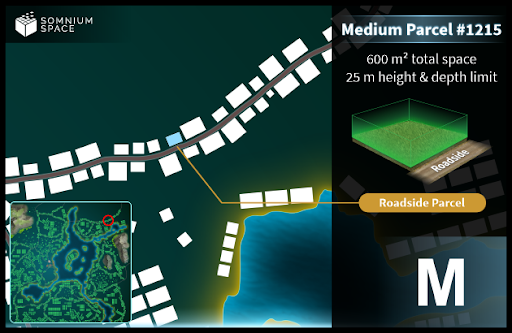 SOMNIUM
SPACE
Medium Parcel #1215
600 m² total space
25 m height & depth limit
Roadside
Roadside Parcel
M